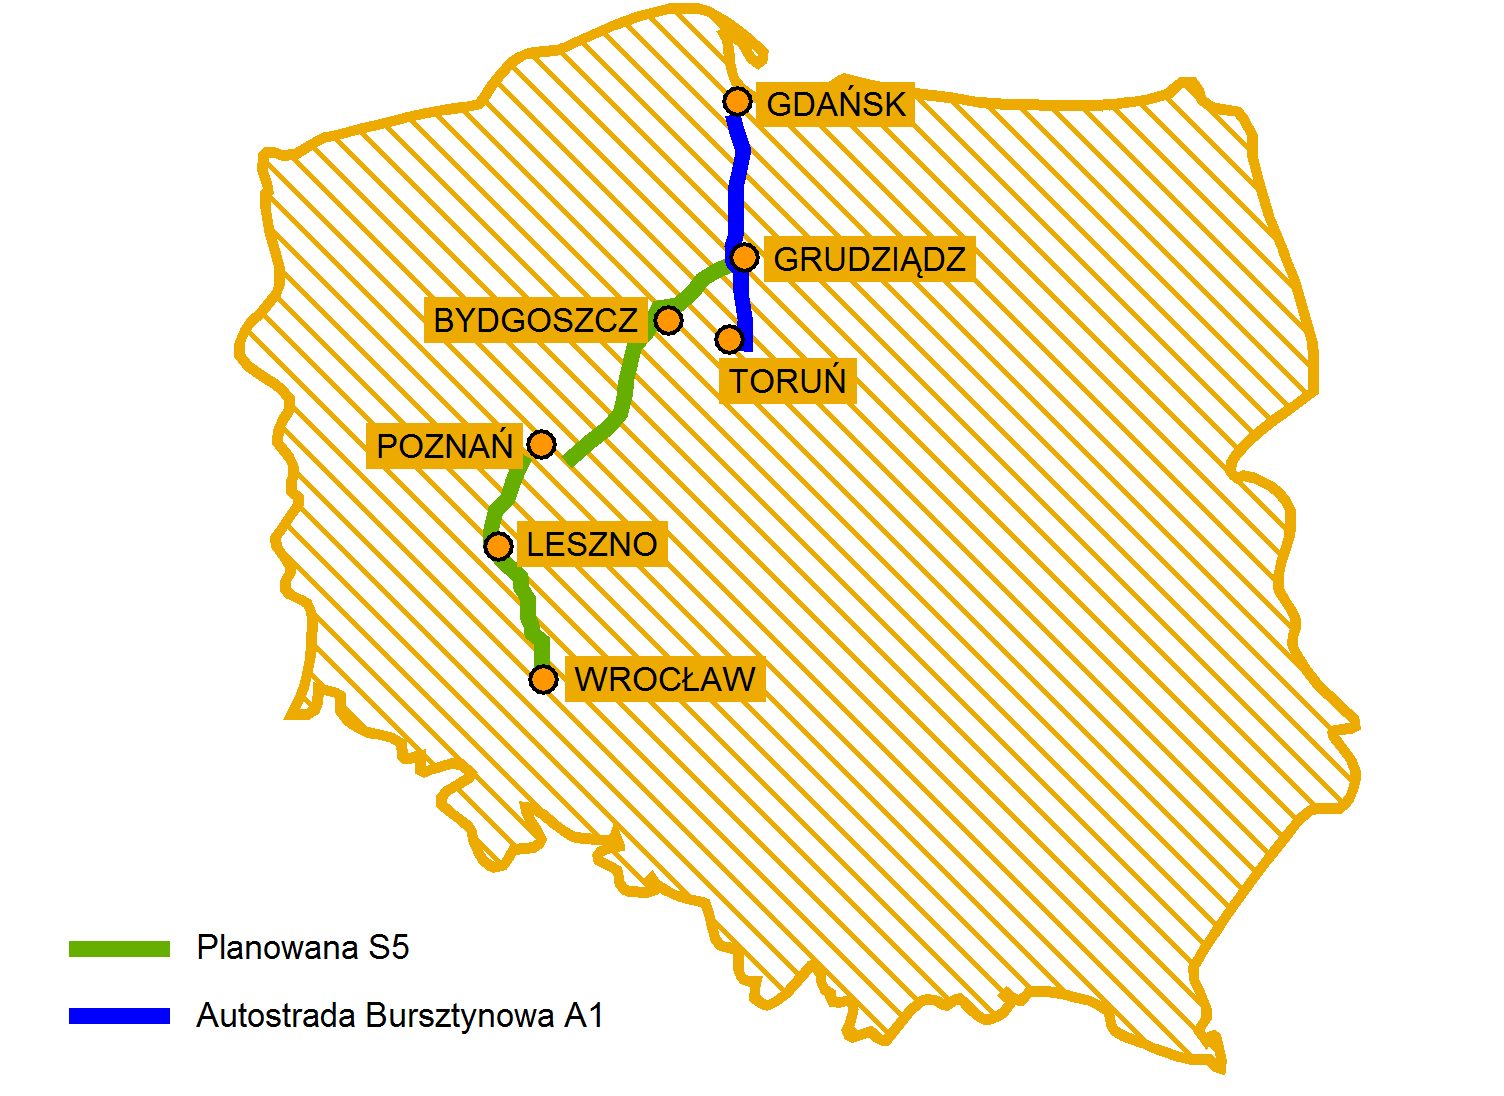 GDAŃSK
GRUDZIĄDZ
BYDGOSZCZ
TORUŃ
POZNAŃ
LESZNO
WROCŁAW
Planowana S5
Autostrada Bursztynowa A1